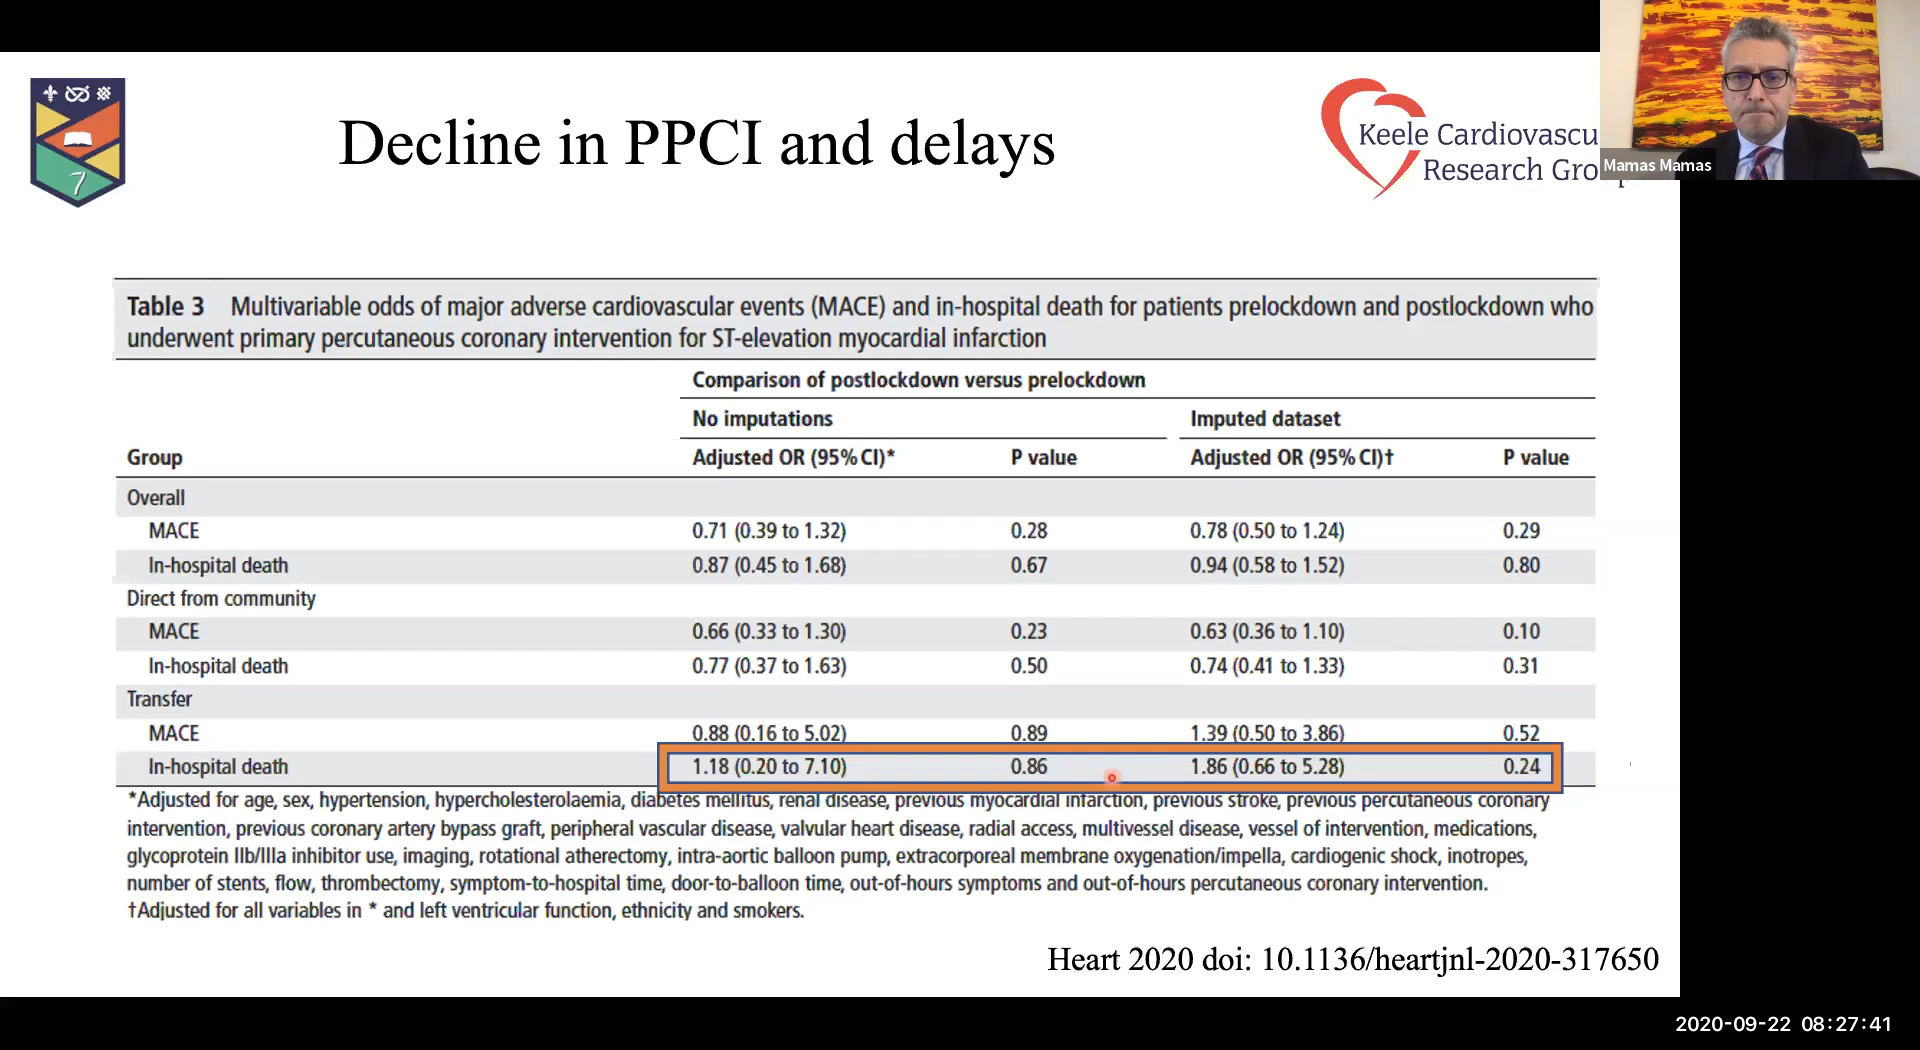 Decline in PPCI and delays
Keele Cardiovascu
Research Gro
Mamas Mamas
Table 3 Multivariable odds of major adverse cardiovascular events (MACE) and in-hospital death for patients prelockdown and postlockdown who
underwent primary percutaneous coronary intervention for ST-elevation myocardial infarction
Comparison of postlockdown versus prelockdown
No imputations Imputed dataset
Group Adjusted OR (95% CI)* P value Adjusted OR (95% CI)† P value
Overall
MACE 0.71 (0.39 to 1.32) 0.28 0.78 (0.50 to 1.24) 0.29
In-hospital death 0.87 (0.45 to 1.68) 0.67 0.94 (0.58 to 1.52) 0.80
Direct from community
MACE 0.66 (0.33 to 1.30) 0.23 0.63 (0.36 to 1.10) 0.10
In-hospital death 0.77 (0.37 to 1.63) 0.50 0.74 (0.41 to 1.33) 0.31
Transfer
MACE 0.88 (0.16 to 5.02) 0.89 1.39 (0.50 to 3.86) 0.52
In-hospital death 1.18 (0.20 to 7.10) 0.86 1.86 (0.66 to 5.28) 0.24
*Adjusted for age, sex, hypertension, hypercholesterolaemia, diabetes mellitus, renal disease, previous myocardial infarction, previous stroke, previous percutaneous coronary
intervention, previous coronary artery bypass graft, peripheral vascular disease, valvular heart disease, radial access, multivessel disease, vessel of intervention, medications,
glycoprotein IIb/IIIa inhibitor use, imaging, rotational atherectomy, intra-aortic balloon pump, extracorporeal membrane oxygenation/impella, cardiogenic shock, inotropes,
number of stents, flow, thrombectomy, symptom-to-hospital time, door-to-balloon time, out-of-hours symptoms and out-of-hours percutaneous coronary intervention.
†Adjusted for all variables in * and left ventricular function, ethnicity and smokers.
Heart 2020 doi: 10.1136/heartjnl-2020-317650
2020-09-22 08:27:41